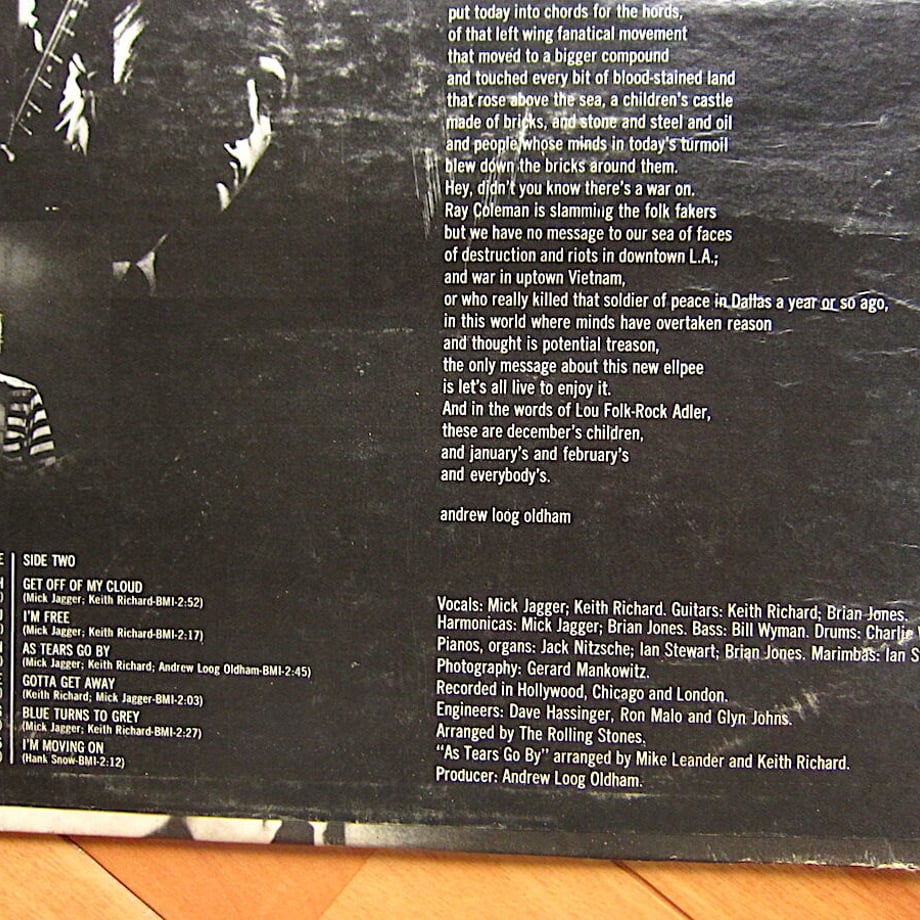 put today into chords for the hords,
of that left wing fanatical movement
that moved to a bigger compound
and touched every bit of blood-stained land
that rose above the sea, a children's castle
made of bricks, and stone and steel and oil
and people whose minds in today's turmoil
blew down the bricks around them.
Hey, didn't you know there's a war on.
Ray Coleman is slamming the folk fakers
but we have no message to our sea of faces
of destruction and riots in downtown L.A.;
and war in uptown Vietnam,
or who really killed that soldier of peace in Dallas a year or so ago,
in this world where minds have overtaken reason
and thought is potential treason,
the only message about this new ellpee
is let's all live to enjoy it.
And in the words of Lou Folk-Rock Adler,
these are december's children,
and january's and february's
and everybody's.
andrew loog oldham
SIDE TWO
GET OFF OF MY CLOUD
(Mick Jagger; Keith Richard-BMI-2:52)
I'M FREE
(Mick Jagger; Keith Richard-BMI-2:17)
AS TEARS GO BY
(Mick Jagger; Keith Richard; Andrew Loog Oldham-BMI-2:45)
GOTTA GET AWAY
(Keith Richard; Mick Jagger-BMI-2:03)
BLUE TURNS TO GREY
(Mick Jagger; Keith Richard-BMI-2:27)
I'M MOVING ON
(Hank Snow-BMI-2:12)
Vocals: Mick Jagger; Keith Richard. Guitars: Keith Richard; Brian Jones.
Harmonicas: Mick Jagger; Brian Jones. Bass: Bill Wyman. Drums: Charlie
Pianos, organs: Jack Nitzsche; Ian Stewart; Brian Jones. Marimbas: Ian
Photography: Gerard Mankowitz.
Recorded in Hollywood, Chicago and London.
Engineers: Dave Hassinger, Ron Malo and Glyn Johns.
Arranged by The Rolling Stones.
"As Tears Go By" arranged by Mike Leander and Keith Richard.
Producer: Andrew Loog Oldham.